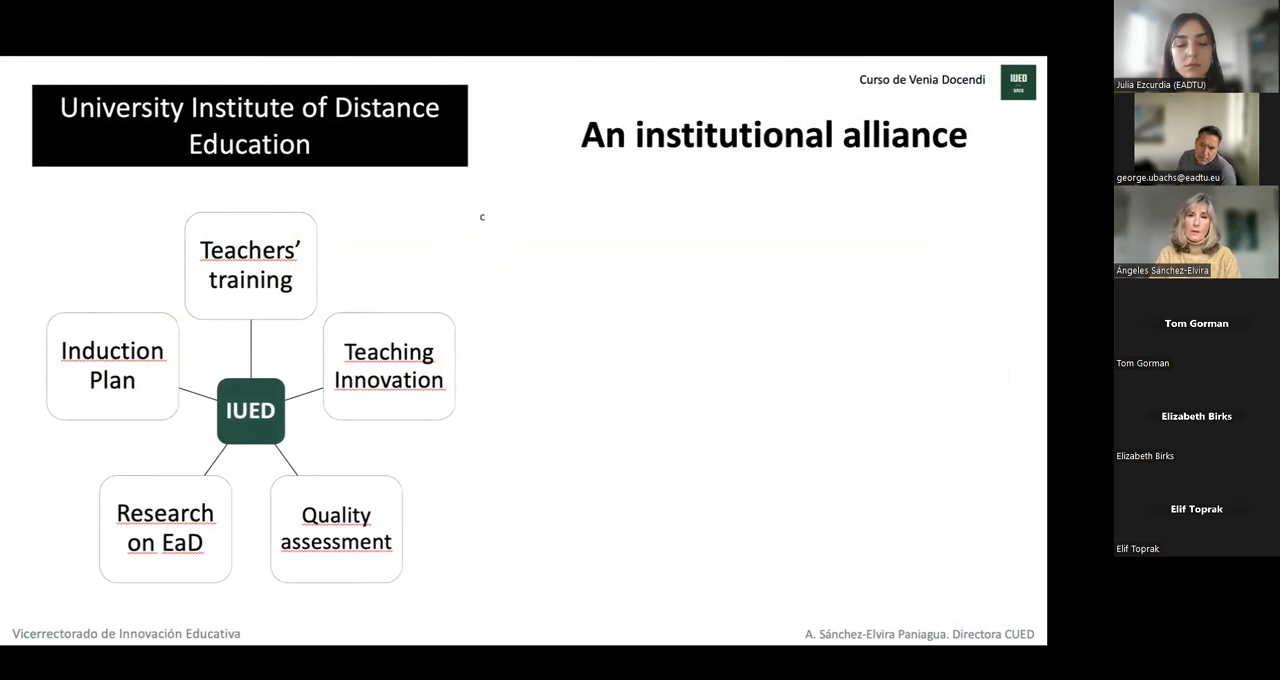 Curso de Venia Docendi
IUED
University Institute of Distance
Education
An institutional alliance
c
Teachers’
training
Induction
Plan
Teaching
Innovation
IUED
Research
on EaD
Quality
assessment
Vicerrectorado de Innovación Educativa
A. Sánchez-Elvira Paniagua. Directora CUED
Julia Ezcurdia (EADTU)
george.ubachs@eadtu.eu
Ángeles Sánchez-Elvira
Tom Gorman
Tom Gorman
Elizabeth Birks
Elizabeth Birks
Elif Toprak
Elif Toprak